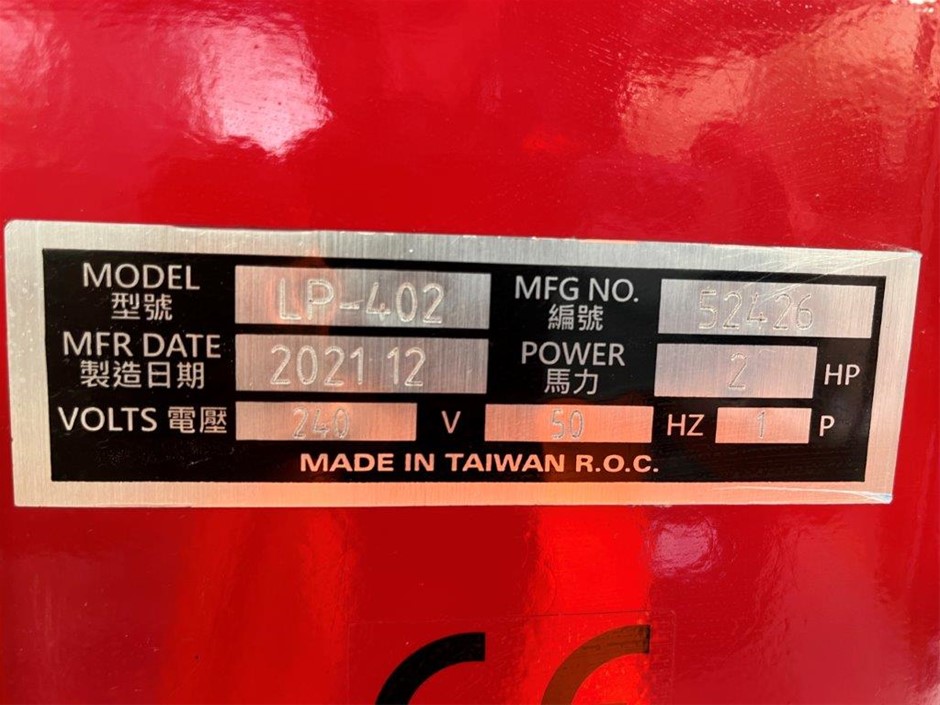 MODEL 型號 LP-402 MFG NO. 編號 52426
MFR DATE 製造日期 2021 12 POWER 馬力 2 HP
VOLTS 電壓 240 V 50 HZ 1 P
MADE IN TAIWAN R.O.C.
CE